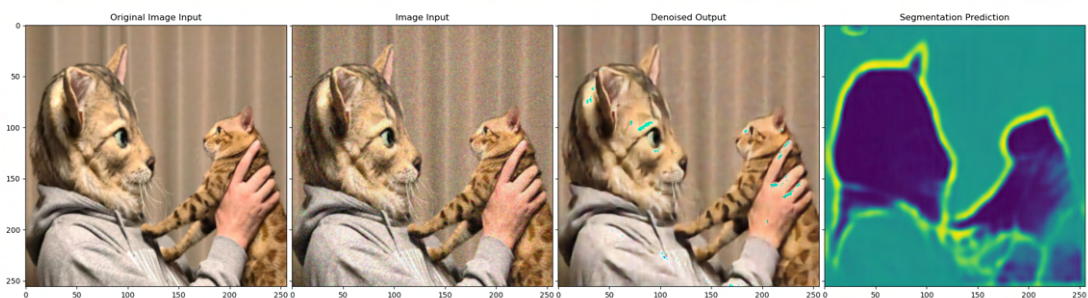 Original Image Input
Image Input
Denoised Output
Segmentation Prediction
0
50
100
150
200
250
0 50 100 150 200 250
0 50 100 150 200 250
0 50 100 150 200 250
0 50 100 150 200 250